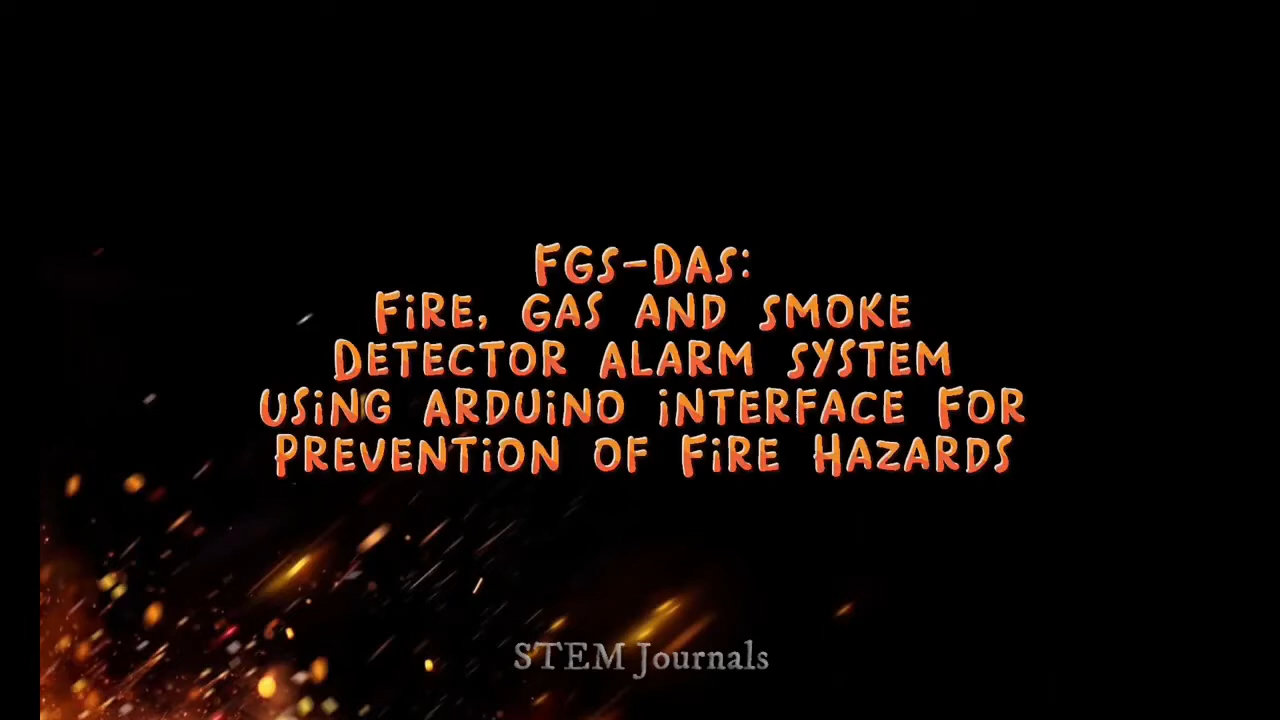 FGS-DAS:
FiRE, GAS AND SMOKE
DETECTOR ALARM SYSTEM
USiNG ARDUiNO iNTERFACE FOR
PREVENTiON OF FiRE HAZARDS
STEM Journals